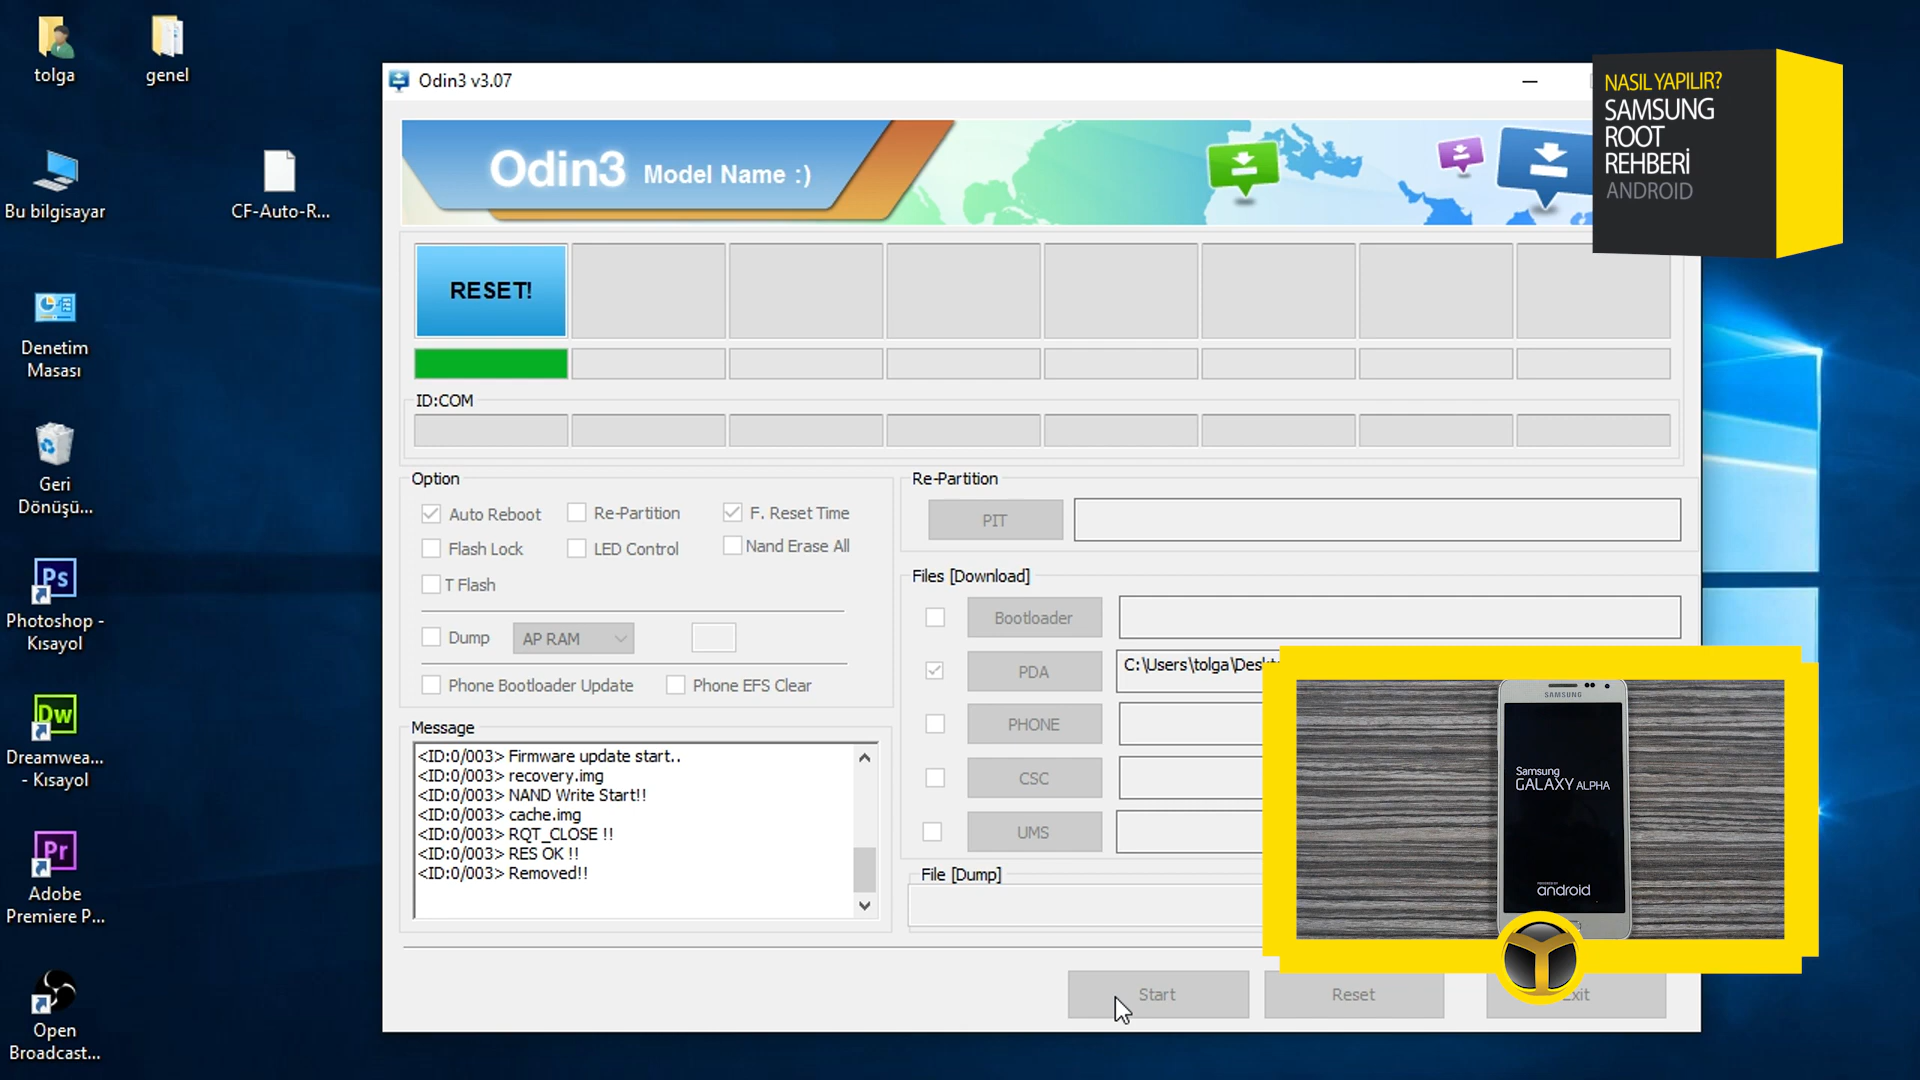 tolga
genel
Bu bilgisayar
CF-Auto-R...
Denetim
Masası
Geri
Dönüşü...
Ps
Photoshop -
Kısayol
Dw
Dreamwea...
- Kısayol
Pr
Adobe
Premiere P...
Open
Broadcast...
Odin3 v3.07
Odin3 Model Name :)
NASIL YAPILIR?
SAMSUNG
ROOT
REHBERİ
ANDROID
RESET!
ID:COM
Option
Auto Reboot
Re-Partition
F. Reset Time
Flash Lock
LED Control
Nand Erase All
T Flash
Dump
AP RAM
Phone Bootloader Update
Phone EFS Clear
Message
<ID:0/003> Firmware update start..
<ID:0/003> recovery.img
<ID:0/003> NAND Write Start!!
<ID:0/003> cache.img
<ID:0/003> RQT_CLOSE !!
<ID:0/003> RES OK !!
<ID:0/003> Removed!!
Re-Partition
PIT
Files [Download]
Bootloader
PDA
C:\Users\tolga\Deskt
PHONE
CSC
UMS
File [Dump]
Start
Reset
SAMSUNG
Samsung
GALAXY ALPHA
android